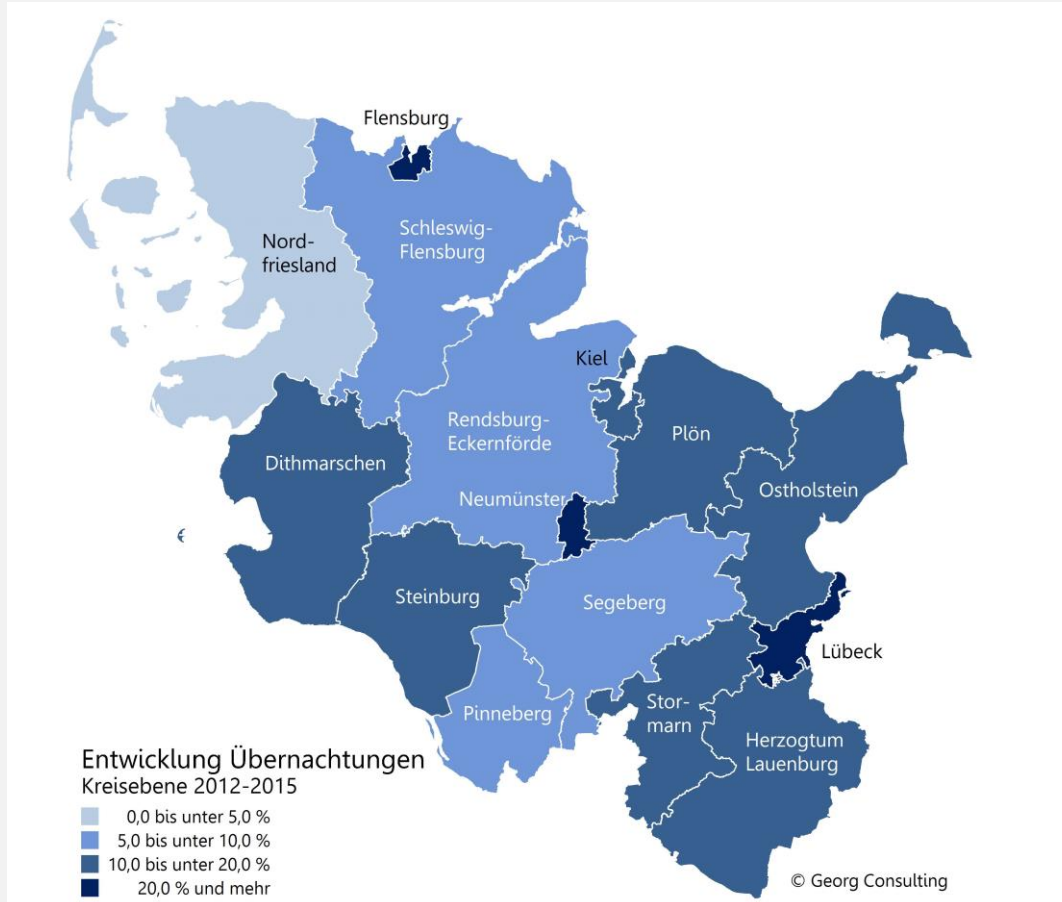 Flensburg
Schleswig-
Flensburg
Nord-
friesland
Kiel
Rendsburg-
Eckernförde
Plön
Dithmarschen
Ostholstein
Neumünster
Steinburg
Segeberg
Lübeck
Pinneberg
Stor-
marn
Herzogtum
Lauenburg
Entwicklung Übernachtungen
Kreisebene 2012-2015
0,0 bis unter 5,0 %
5,0 bis unter 10,0 %
10,0 bis unter 20,0 %
20,0 % und mehr
© Georg Consulting